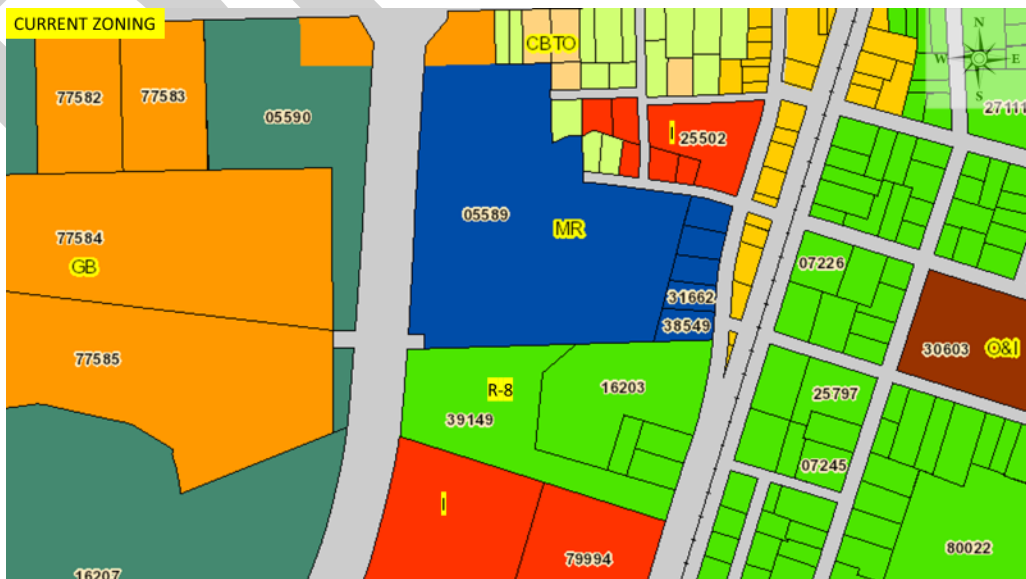 CURRENT ZONING
CBTO
N
W
E
S
77582
77583
05590
27111
I
25502
05589
MR
77584
GB
07226
31662
38549
30603
O&I
77585
R-8
16203
39149
25797
07245
I
79994
80022
16207